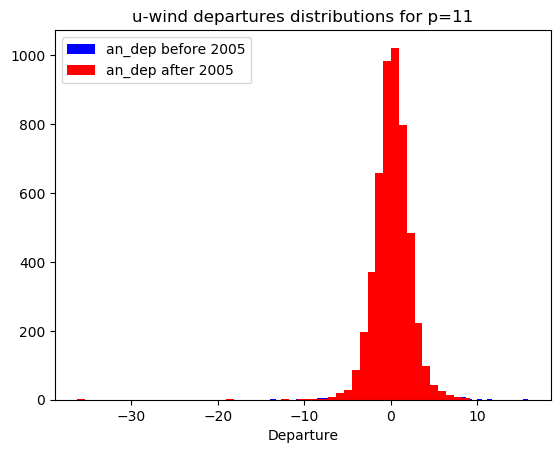 u-wind departures distributions for p=11
an_dep before 2005
an_dep after 2005
1000
800
600
400
200
0
−30
−20
−10
0
10
Departure